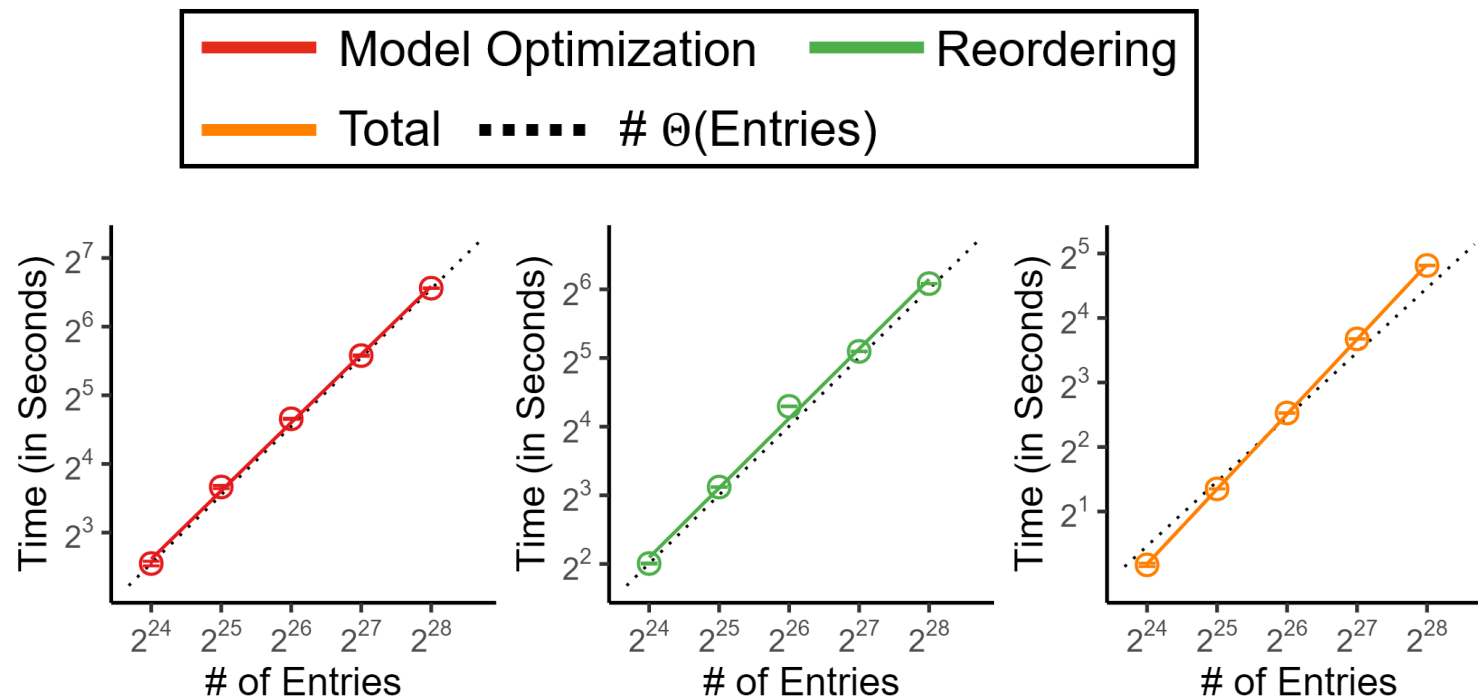 Model Optimization Reordering
Total # Θ(Entries)
Time (in Seconds)
2^7
2^6
2^5
2^4
2^3
2^24 2^25 2^26 2^27 2^28
# of Entries
Time (in Seconds)
2^6
2^5
2^4
2^3
2^2
2^24 2^25 2^26 2^27 2^28
# of Entries
Time (in Seconds)
2^5
2^4
2^3
2^2
2^1
2^24 2^25 2^26 2^27 2^28
# of Entries